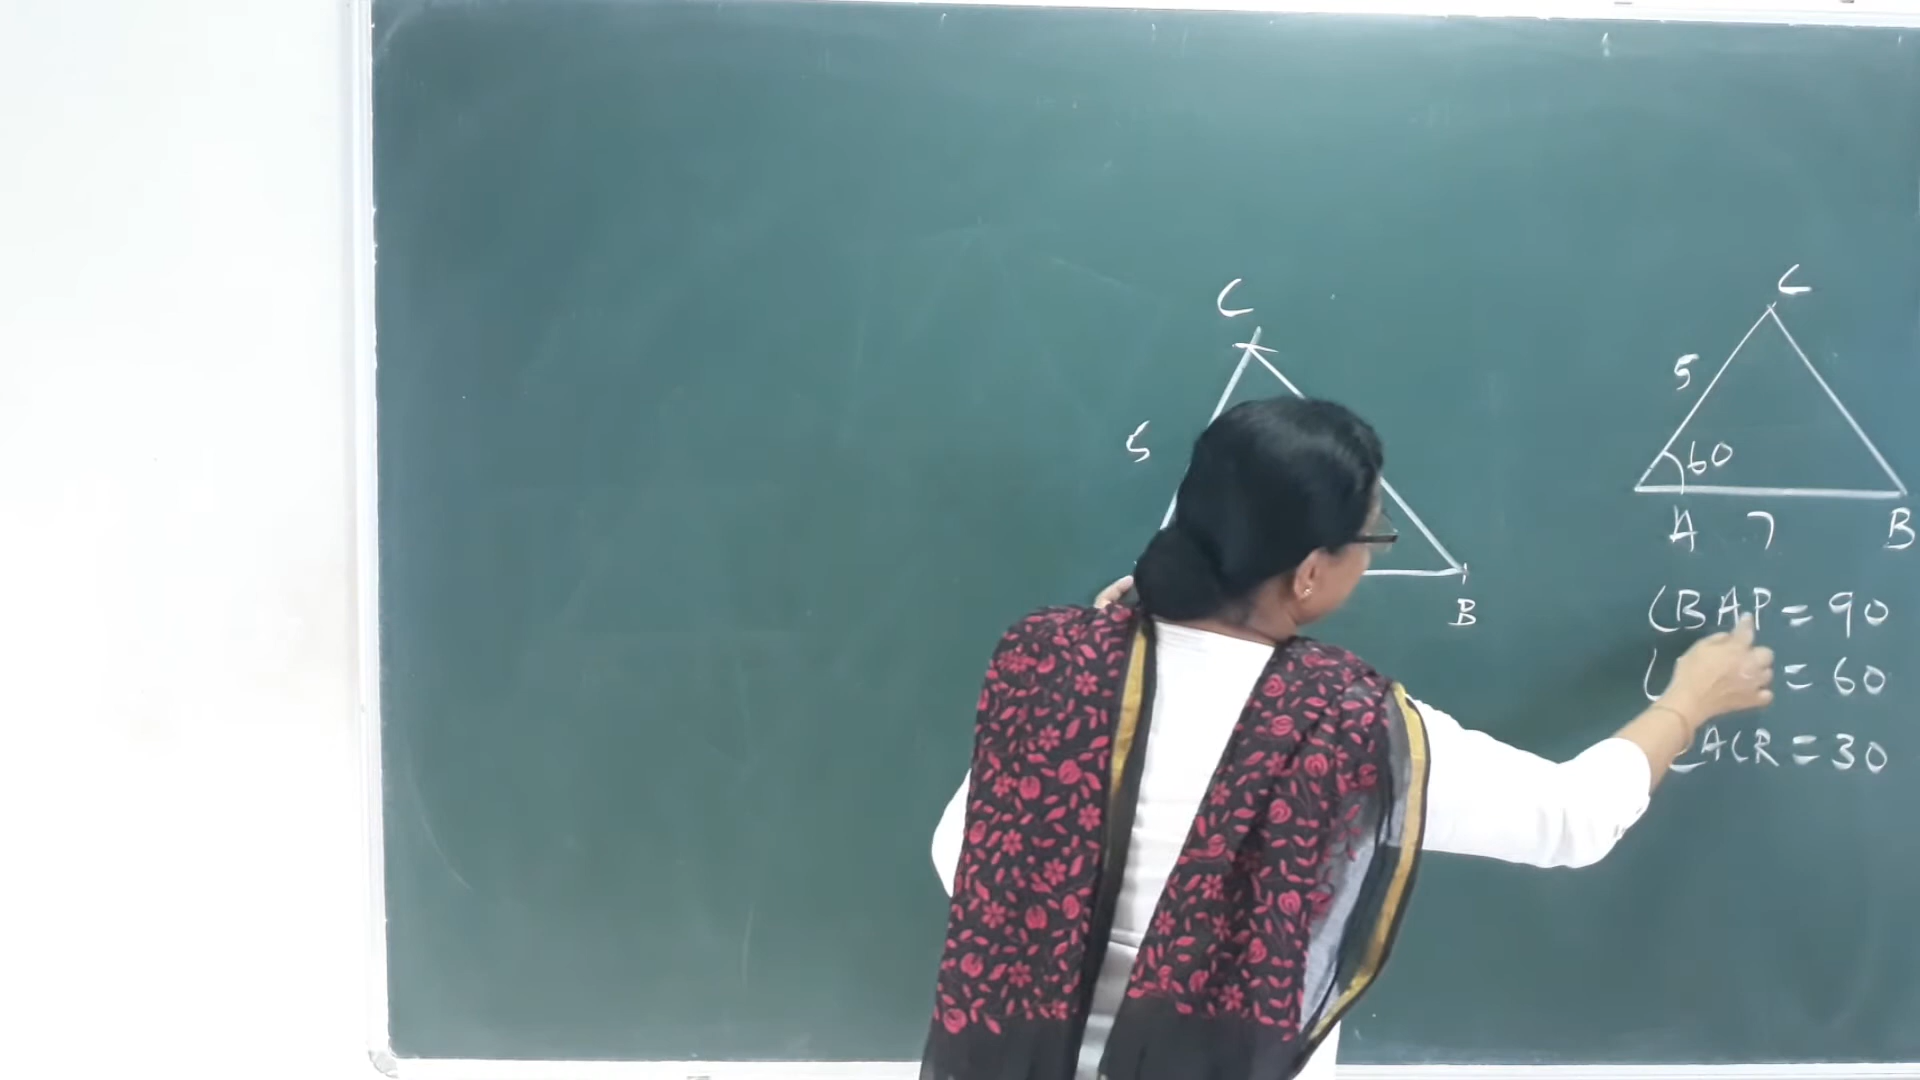 C
5
B
C
5
60
A 7 B
∠BAP = 90
∠ = 60
∠ACR = 30